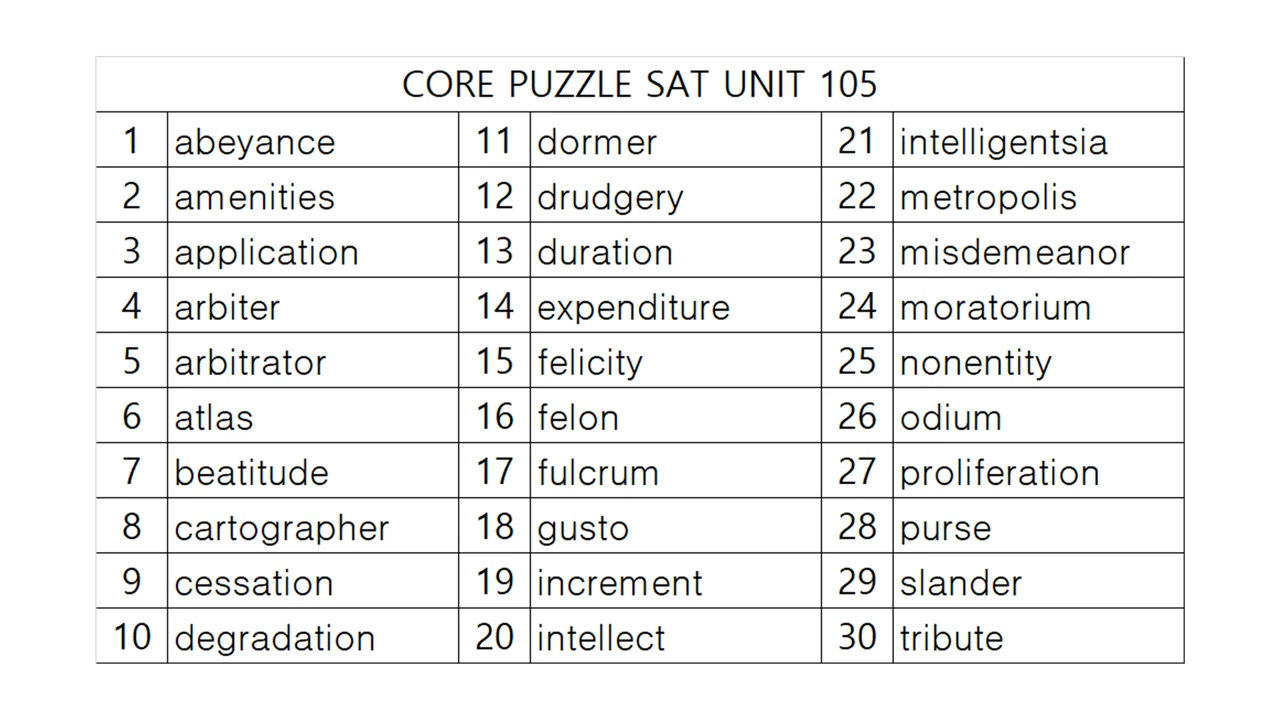 CORE PUZZLE SAT UNIT 105
1 abeyance 11 dormer 21 intelligentsia
2 amenities 12 drudgery 22 metropolis
3 application 13 duration 23 misdemeanor
4 arbiter 14 expenditure 24 moratorium
5 arbitrator 15 felicity 25 nonentity
6 atlas 16 felon 26 odium
7 beatitude 17 fulcrum 27 proliferation
8 cartographer 18 gusto 28 purse
9 cessation 19 increment 29 slander
10 degradation 20 intellect 30 tribute